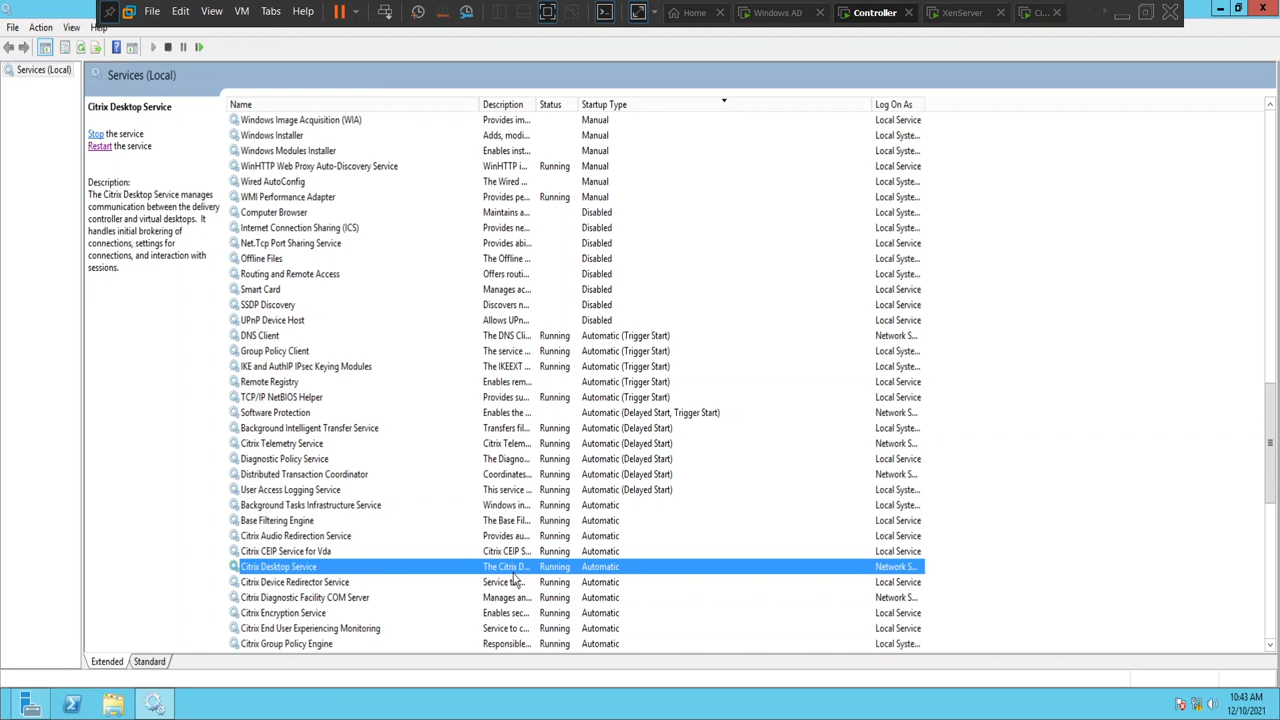 File Edit View VM Tabs Help
Home Windows AD Controller XenServer Ci...
File Action View Help
Services (Local)
Services (Local)
Citrix Desktop Service
Stop the service
Restart the service
Description:
The Citrix Desktop Service manages
communication between the delivery
controller and virtual desktops. It
handles initial brokering of
connections, settings for
connections, and interaction with
sessions.
Name Description Status Startup Type Log On As
Windows Image Acquisition (WIA) Provides im... Manual Local Service
Windows Installer Adds, modi... Manual Local Syste...
Windows Modules Installer Enables inst... Manual Local Syste...
WinHTTP Web Proxy Auto-Discovery Service WinHTTP i... Running Manual Local Service
Wired AutoConfig The Wired ... Manual Local Syste...
WMI Performance Adapter Provides pe... Running Manual Local Syste...
Computer Browser Maintains a... Disabled Local Syste...
Internet Connection Sharing (ICS) Provides ne... Disabled Local Syste...
Net.Tcp Port Sharing Service Provides abi... Disabled Local Service
Offline Files The Offline ... Disabled Local Syste...
Routing and Remote Access Offers routi... Disabled Local Syste...
Smart Card Manages ac... Disabled Local Service
SSDP Discovery Discovers n... Disabled Local Service
UPnP Device Host Allows UPn... Disabled Local Service
DNS Client The DNS Cli... Running Automatic (Trigger Start) Network S...
Group Policy Client The service ... Running Automatic (Trigger Start) Local Syste...
IKE and AuthIP IPsec Keying Modules The IKEEXT ... Running Automatic (Trigger Start) Local Syste...
Remote Registry Enables rem... Automatic (Trigger Start) Local Service
TCP/IP NetBIOS Helper Provides su... Running Automatic (Trigger Start) Local Service
Software Protection Enables the ... Automatic (Delayed Start, Trigger Start) Network S...
Background Intelligent Transfer Service Transfers fil... Running Automatic (Delayed Start) Local Syste...
Citrix Telemetry Service Citrix Telem... Running Automatic (Delayed Start) Network S...
Diagnostic Policy Service The Diagno... Running Automatic (Delayed Start) Local Service
Distributed Transaction Coordinator Coordinates... Running Automatic (Delayed Start) Network S...
User Access Logging Service This service ... Running Automatic (Delayed Start) Local Syste...
Background Tasks Infrastructure Service Windows in... Running Automatic Local Syste...
Base Filtering Engine The Base Fil... Running Automatic Local Service
Citrix Audio Redirection Service Provides au... Running Automatic Local Service
Citrix CEIP Service for Vda Citrix CEIP S... Running Automatic Local Service
Citrix Desktop Service The Citrix D... Running Automatic Network S...
Citrix Device Redirector Service Running Automatic Local Service
Citrix Diagnostic Facility COM Server Manages an... Running Automatic Network S...
Citrix Encryption Service Enables sec... Running Automatic Local Service
Citrix End User Experiencing Monitoring Service to c... Running Automatic Local Service
Citrix Group Policy Engine Responsible... Running Automatic Local Service
Extended Standard
10:43 AM
12/10/2021